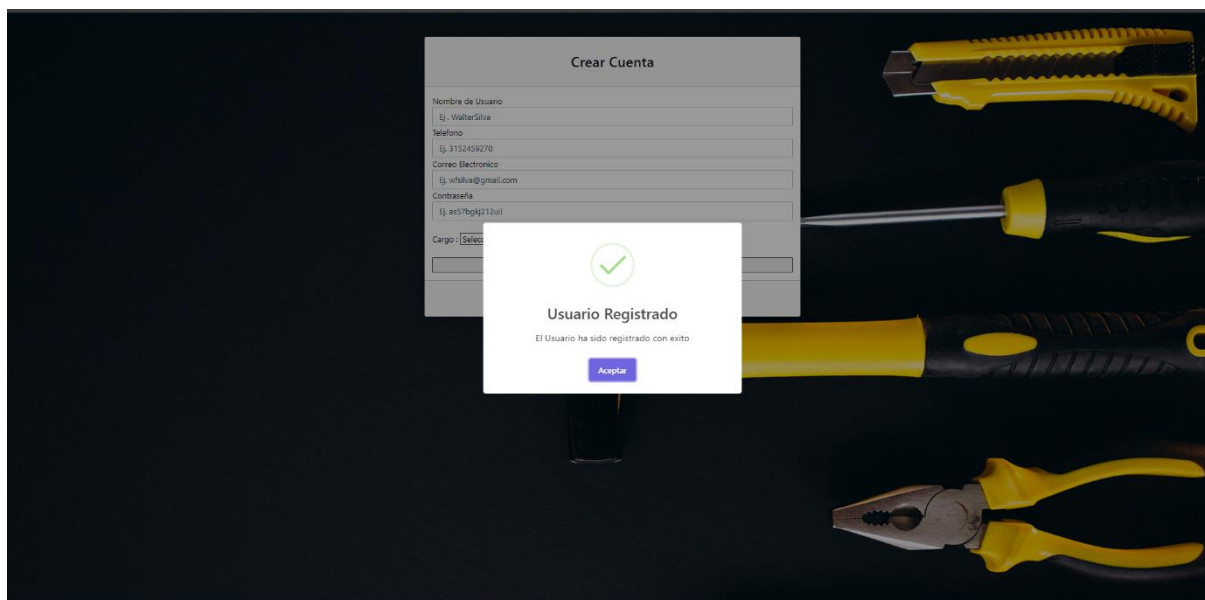 Crear Cuenta
Nombre de Usuario
Ej . WalterSilva
Telefono
Ej. 3152459270
Correo Electronico
Ej. wfsilva@gmail.com
Contraseña
Ej. as57bgkj212uil
Cargo :
Usuario Registrado
El Usuario ha sido registrado con exito
Aceptar